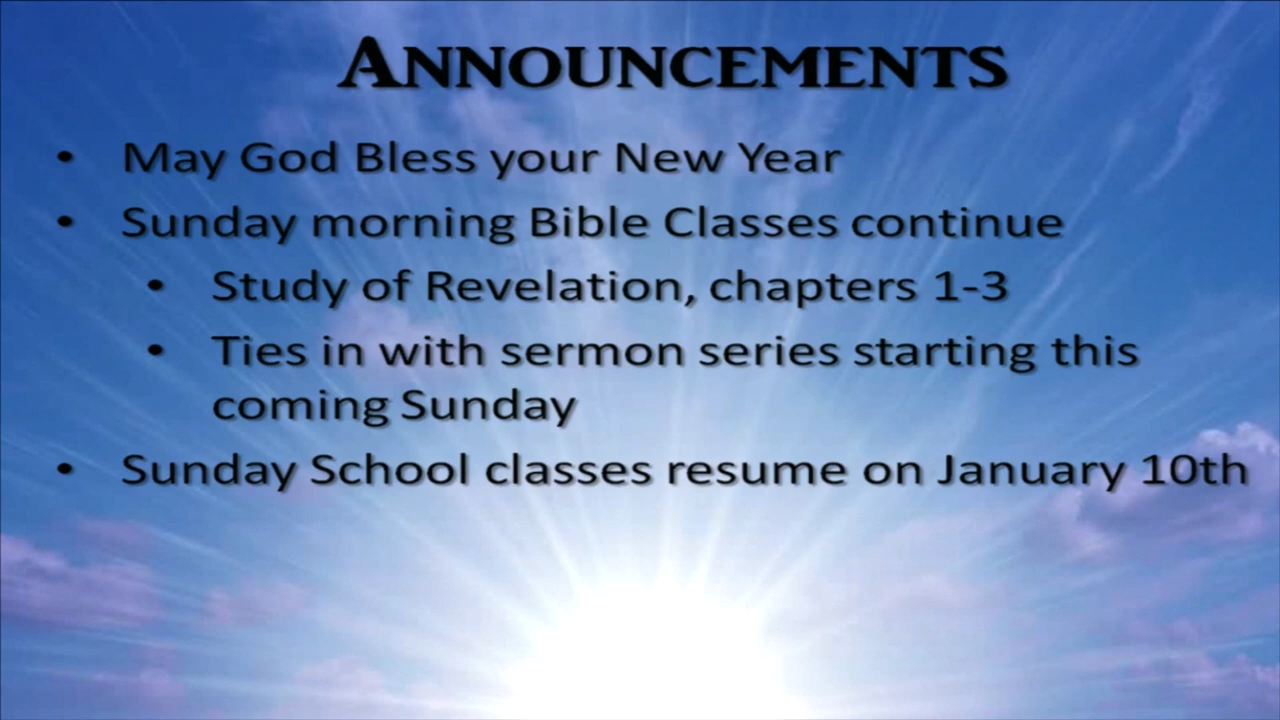 ANNOUNCEMENTS
• May God Bless your New Year
• Sunday morning Bible Classes continue
• Study of Revelation, chapters 1-3
• Ties in with sermon series starting this
coming Sunday
• Sunday School classes resume on January 10th